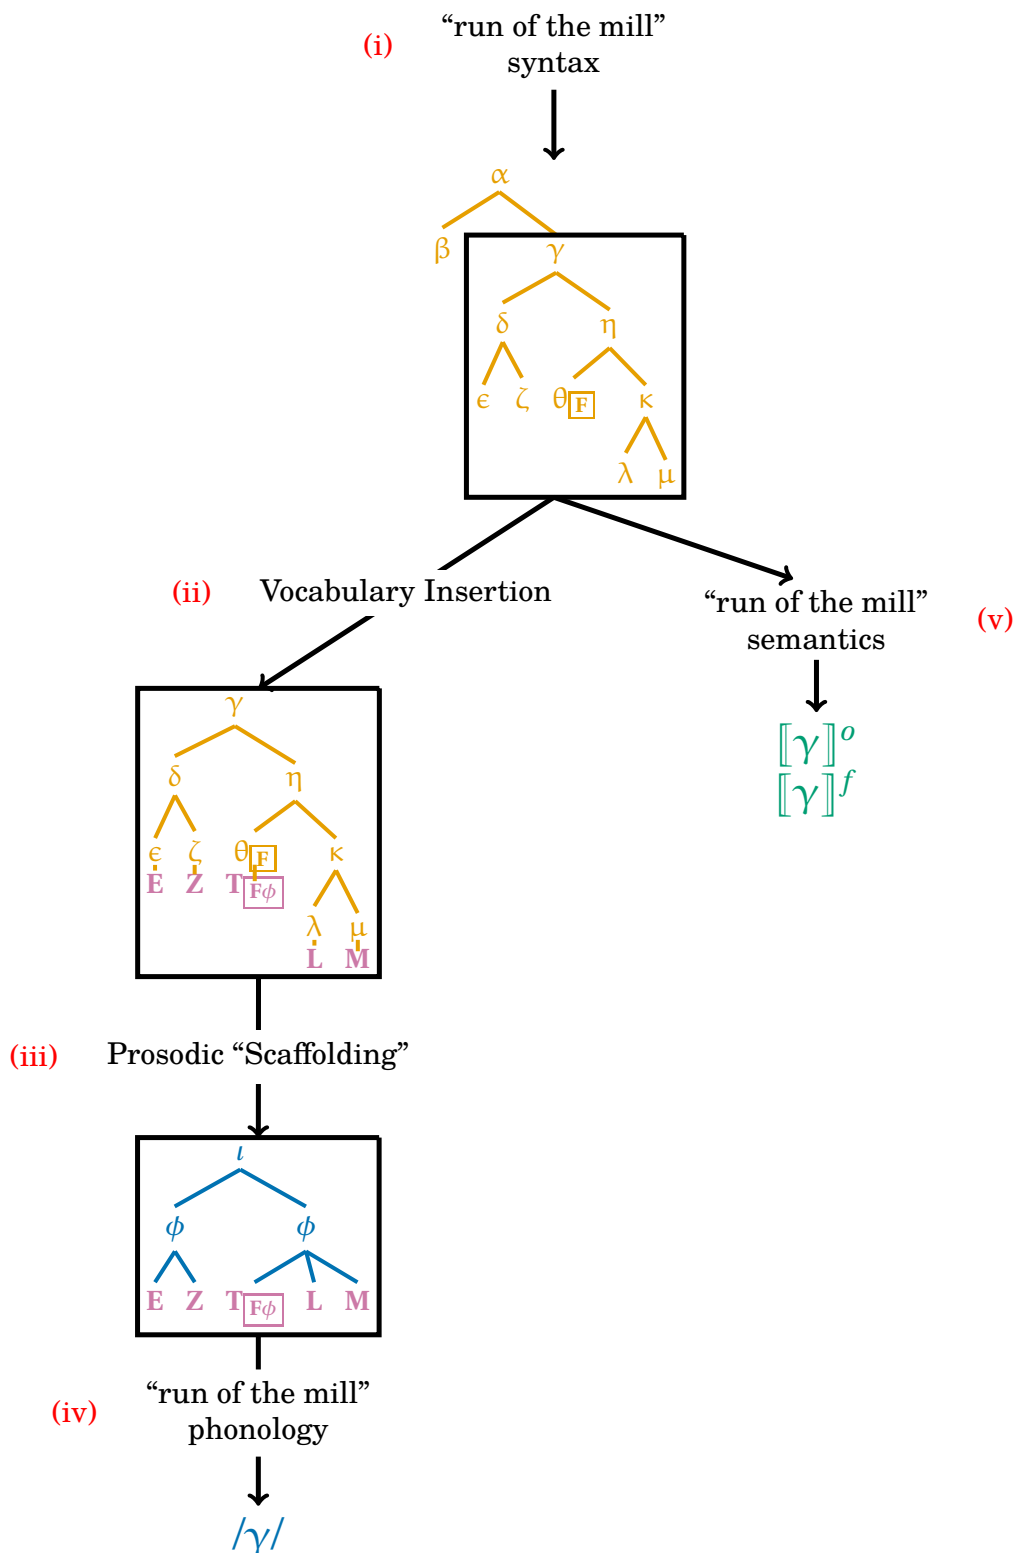 (i) “run of the mill”
syntax
α
β γ
δ η
ϵ ζ θ F κ
λ μ
(ii) Vocabulary Insertion
“run of the mill” (v)
semantics
⟦γ⟧ᵒ
⟦γ⟧ᶠ
γ
δ η
ϵ ζ θ F κ
E Z T Fϕ
λ μ
L M
(iii) Prosodic “Scaffolding”
ι
ϕ ϕ
E Z T Fϕ L M
(iv) “run of the mill”
phonology
/γ/